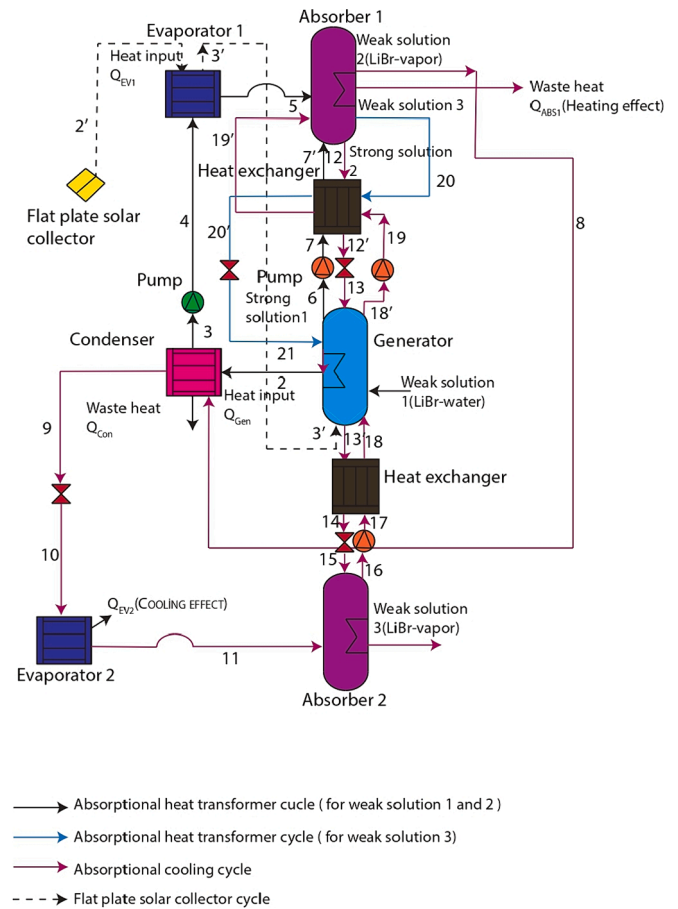 Absorber 1
Evaporator 1
Weak solution
2(LiBr-vapor)
Heat input
Q_EV1
3′
5
Waste heat
Q_ABS1(Heating effect)
Weak solution 3
2′
19′
7′
12
Strong solution
2
Heat exchanger
20
Flat plate solar
collector
4
20′
8
7
12′
19
Pump
Pump
6
13
Strong
solution1
18′
3
Condenser
Generator
21
2
Weak solution
1(LiBr-water)
Heat input
Q_Gen
Waste heat
Q_Con
9
3′
13′
18
Heat exchanger
14
17
10
15
16
Q_EV2(COOLING EFFECT)
Weak solution
3(LiBr-vapor)
11
Evaporator 2
Absorber 2
Absorptional heat transformer cucle ( for weak solution 1 and 2 )
Absorptional heat transformer cycle ( for weak solution 3)
Absorptional cooling cycle
Flat plate solar collector cycle